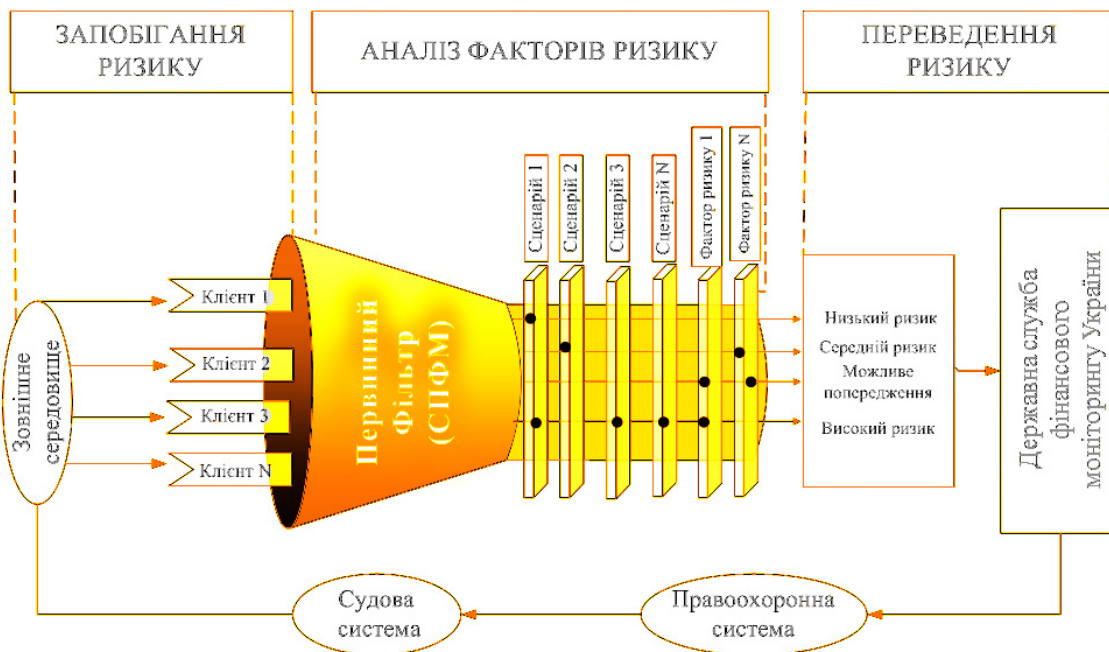 ЗАПОБІГАННЯ
РИЗИКУ
АНАЛІЗ ФАКТОРІВ РИЗИКУ
ПЕРЕВЕДЕННЯ
РИЗИКУ
Сценарій 1
Сценарій 2
Сценарій 3
Сценарій N
Фактор ризику 1
Фактор ризику N
Зовнішнє
середовище
Клієнт 1
Клієнт 2
Клієнт 3
Клієнт N
Первинний
Фільтр
(СПФМ)
Низький ризик
Середній ризик
Можливе
попередження
Високий ризик
Державна служба
фінансового
моніторингу України
Судова
система
Правоохоронна
система